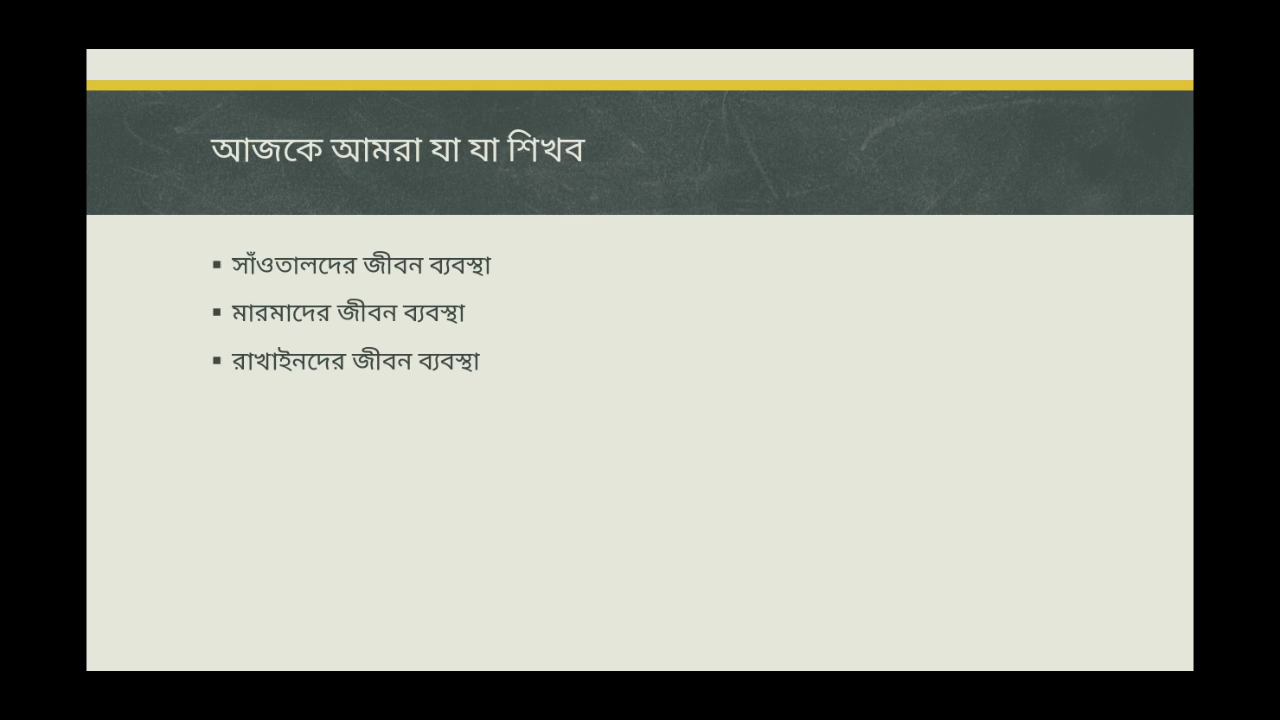 আজকে আমরা যা যা শিখব
▪ সাঁওতালদের জীবন ব্যবস্থা
▪ মারমাদের জীবন ব্যবস্থা
▪ রাখাইনদের জীবন ব্যবস্থা